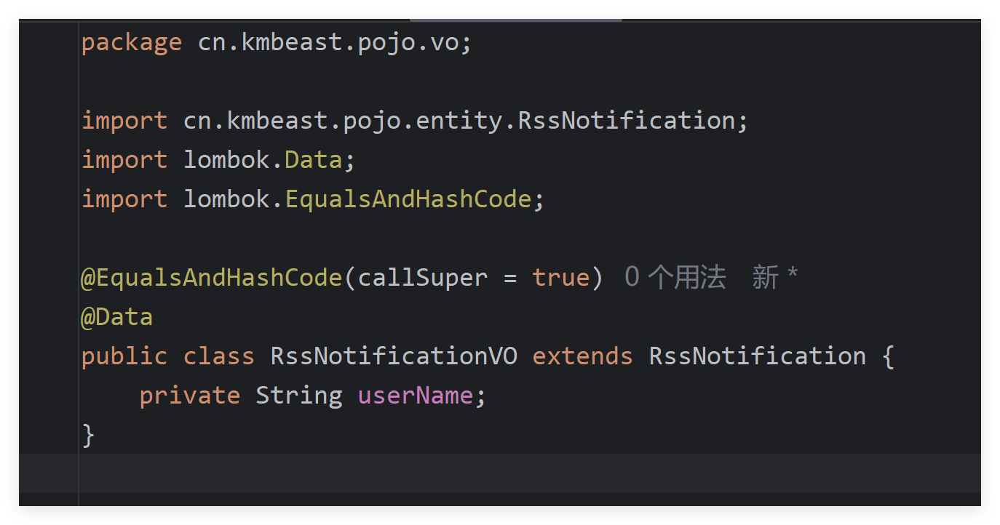 package cn.kmbeast.pojo.vo;
import cn.kmbeast.pojo.entity.RssNotification;
import lombok.Data;
import lombok.EqualsAndHashCode;
@EqualsAndHashCode(callSuper = true) 0 个用法 新 *
@Data
public class RssNotificationVO extends RssNotification {
    private String userName;
}